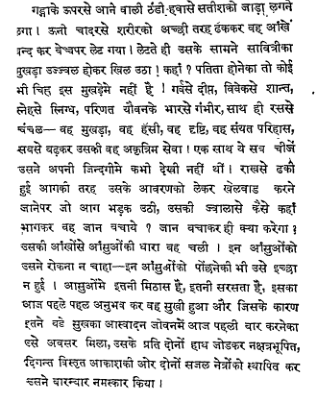 गङ्गाके ऊपरसे आने वाली ठंढी-हवासे सतीशको जाड़ा लगने
लगा। ऊनी चादरसे शरीरको अच्छी तरह ढँककर वह आँखें
बन्द कर बेञ्चपर लेट गया। लेटते ही उसके सामने सावित्रीका
मुखड़ा उज्ज्वल होकर खिल उठा! कहाँ? पतिता होनेका तो कोई
भी चिह्न इस मुखड़ेमें नहीं है! गर्वसे दीप्त, विवेकसे शान्त,
स्नेहसे स्निग्ध, परिणत यौवनके भारसे गंभीर, साथ ही रससे
चंचल—वह मुखड़ा, वह हँसी, वह दृष्टि, वह संयत परिहास,
सबसे बढ़कर उसकी वह अकृत्रिम सेवा। एक साथ ये सब चीजें
उसने अपनी जिन्दगीमें कभी देखी नहीं थीं। राखसे ढकी
हुई आगकी तरह उसके आवरणको लेकर खेलवाड़ करने
जानेपर जो आग भड़क उठी, उसकी ज्वालासे कैसे कहाँ
भागकर वह जान बचाये? जान बचाकर ही क्या करेगा?
उसकी आँखोंसे आँसुओंकी धारा बह चली। इन आँसुओंको
उसने रोकना न चाहा—इन आँसुओंको पोंछनेकी भी उसे इच्छा
न हुई। आँसुओंमें इतनी मिठास है, इतनी सरसता है, इसका
आज पहले पहल अनुभव कर वह सुखी हुआ और जिसके कारण
इतने बड़े सुखका आस्वादन जीवनमें आज पहली बार करनेका
उसे अवसर मिला, उसके प्रति दोनों हाथ जोड़कर नक्षत्रभूषित,
दिगन्त विस्तृत आकाशकी ओर दोनों सजल नेत्रोंको स्थापित कर
उसने बारम्बार नमस्कार किया।